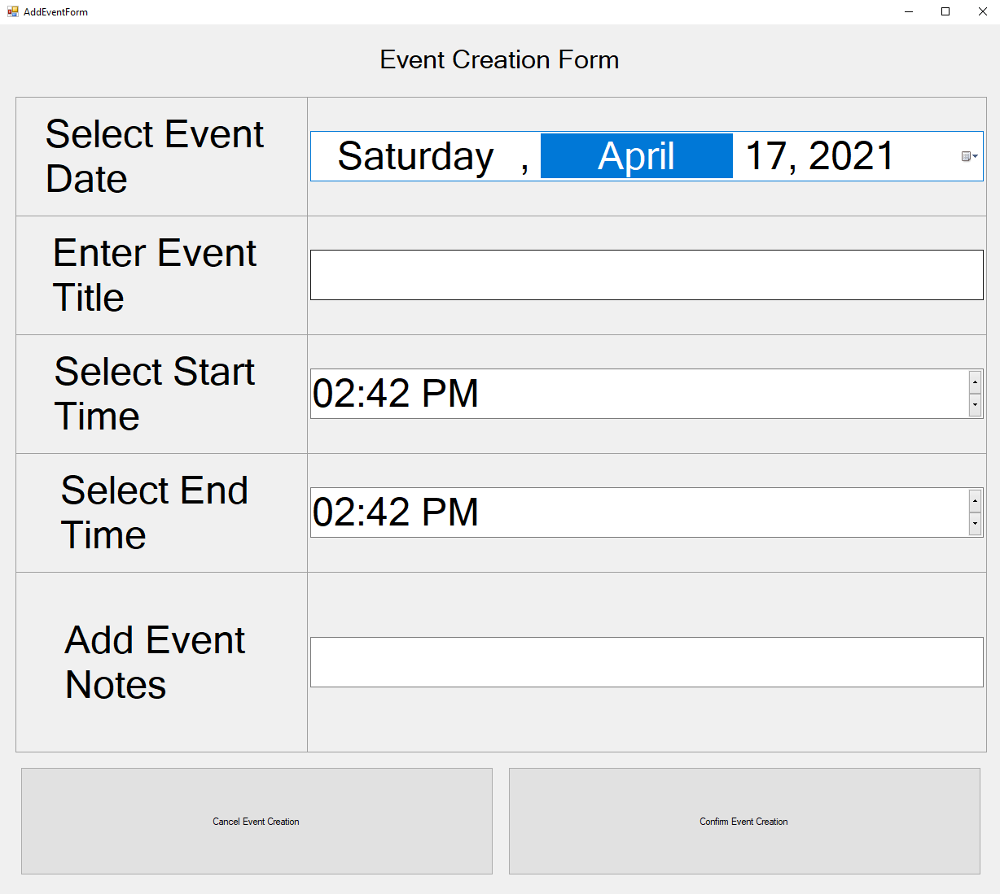 AddEventForm
Event Creation Form
Select Event
Date
Saturday , April 17, 2021
Enter Event
Title
Select Start
Time
02:42 PM
Select End
Time
02:42 PM
Add Event
Notes
Cancel Event Creation
Confirm Event Creation